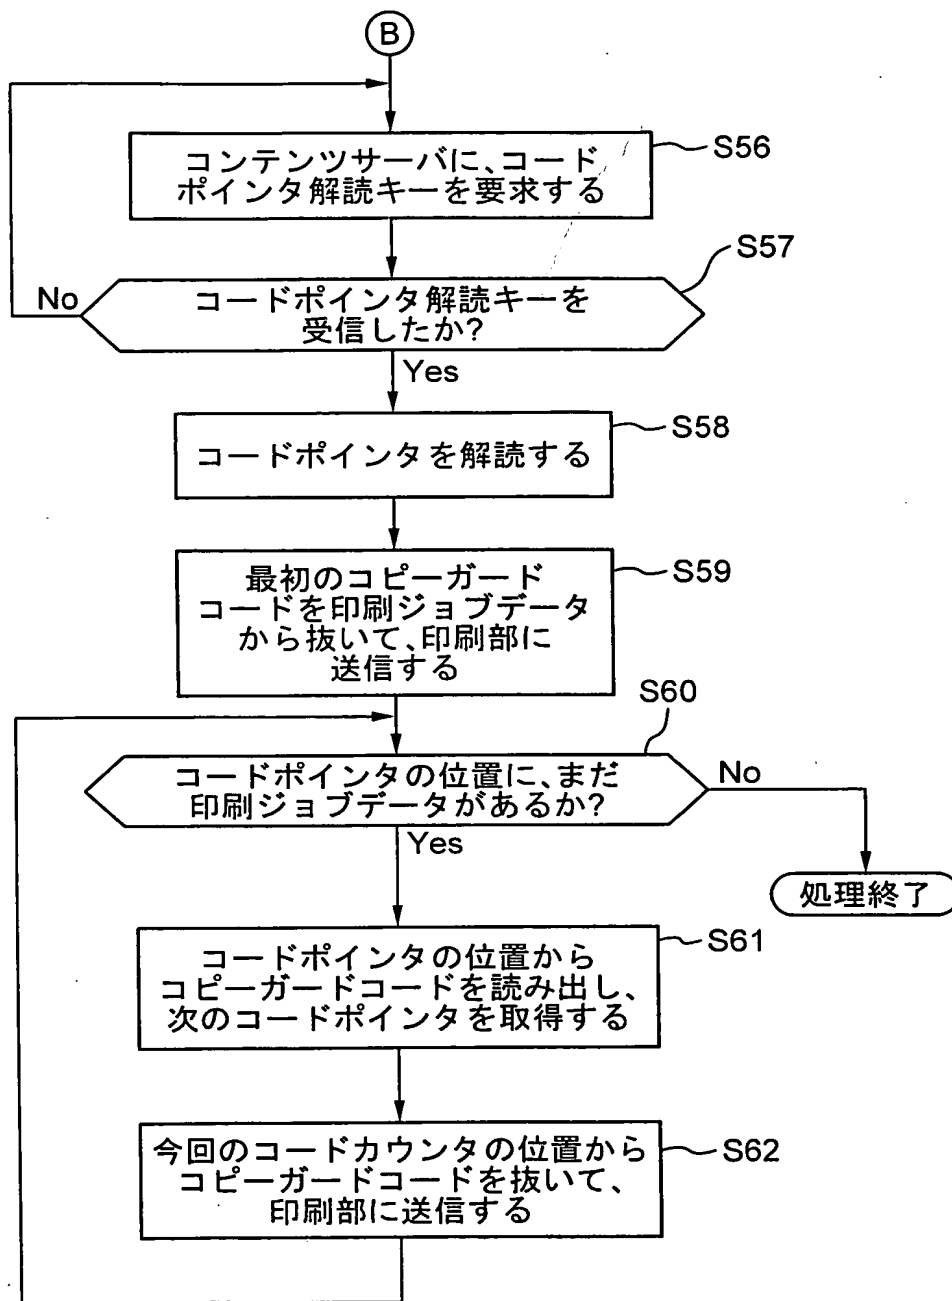 B
コンテンツサーバに、コード
ポインタ解読キーを要求する
S56
S57
コードポインタ解読キーを
受信したか?
No
Yes
S58
コードポインタを解読する
S59
最初のコピーガード
コードを印刷ジョブデータ
から抜いて、印刷部に
送信する
S60
コードポインタの位置に、まだ
印刷ジョブデータがあるか?
No
Yes
処理終了
S61
コードポインタの位置から
コピーガードコードを読み出し、
次のコードポインタを取得する
S62
今回のコードカウンタの位置から
コピーガードコードを抜いて、
印刷部に送信する